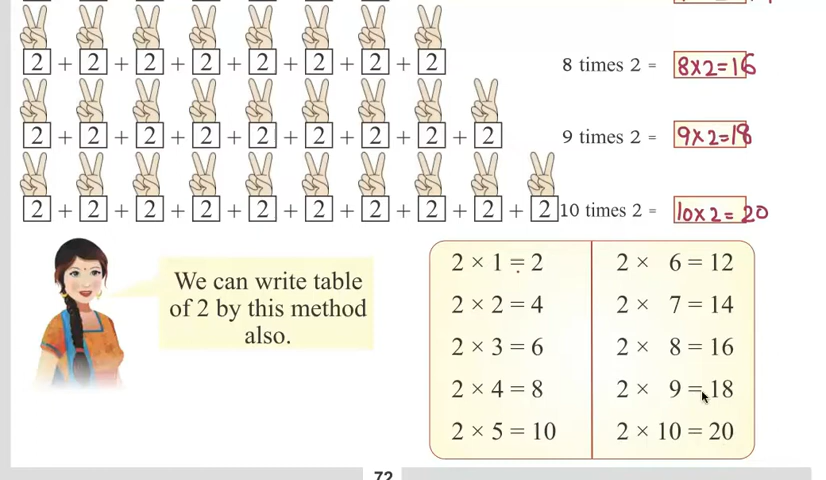 2 + 2 + 2 + 2 + 2 + 2 + 2 + 2 8 times 2 = 8x2=16
2 + 2 + 2 + 2 + 2 + 2 + 2 + 2 + 2 9 times 2 = 9x2=18
2 + 2 + 2 + 2 + 2 + 2 + 2 + 2 + 2 + 2 10 times 2 = 10x2=20
We can write table
of 2 by this method
also.
2 × 1 = 2
2 × 2 = 4
2 × 3 = 6
2 × 4 = 8
2 × 5 = 10
2 × 6 = 12
2 × 7 = 14
2 × 8 = 16
2 × 9 = 18
2 × 10 = 20
72